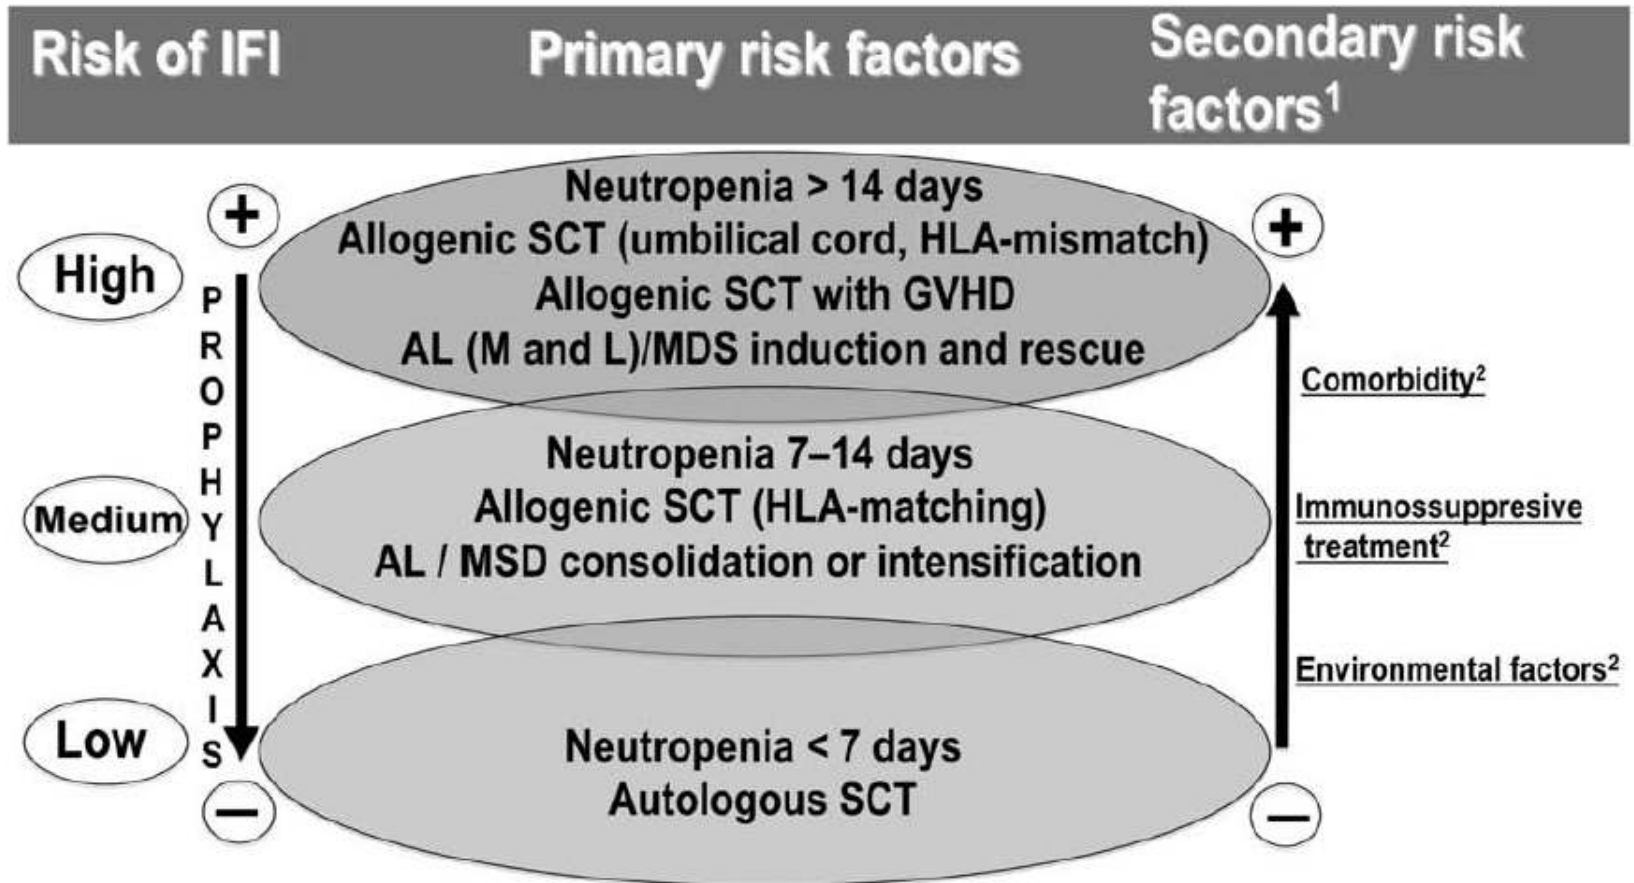 Risk of IFI
Primary risk factors
Secondary risk
factors¹
+
High
PROPHYLAXIS
Medium
Low
−
Neutropenia > 14 days
Allogenic SCT (umbilical cord, HLA-mismatch)
Allogenic SCT with GVHD
AL (M and L)/MDS induction and rescue
Neutropenia 7–14 days
Allogenic SCT (HLA-matching)
AL / MSD consolidation or intensification
Neutropenia < 7 days
Autologous SCT
+
Comorbidity²
Immunossuppresive
treatment²
Environmental factors²
−